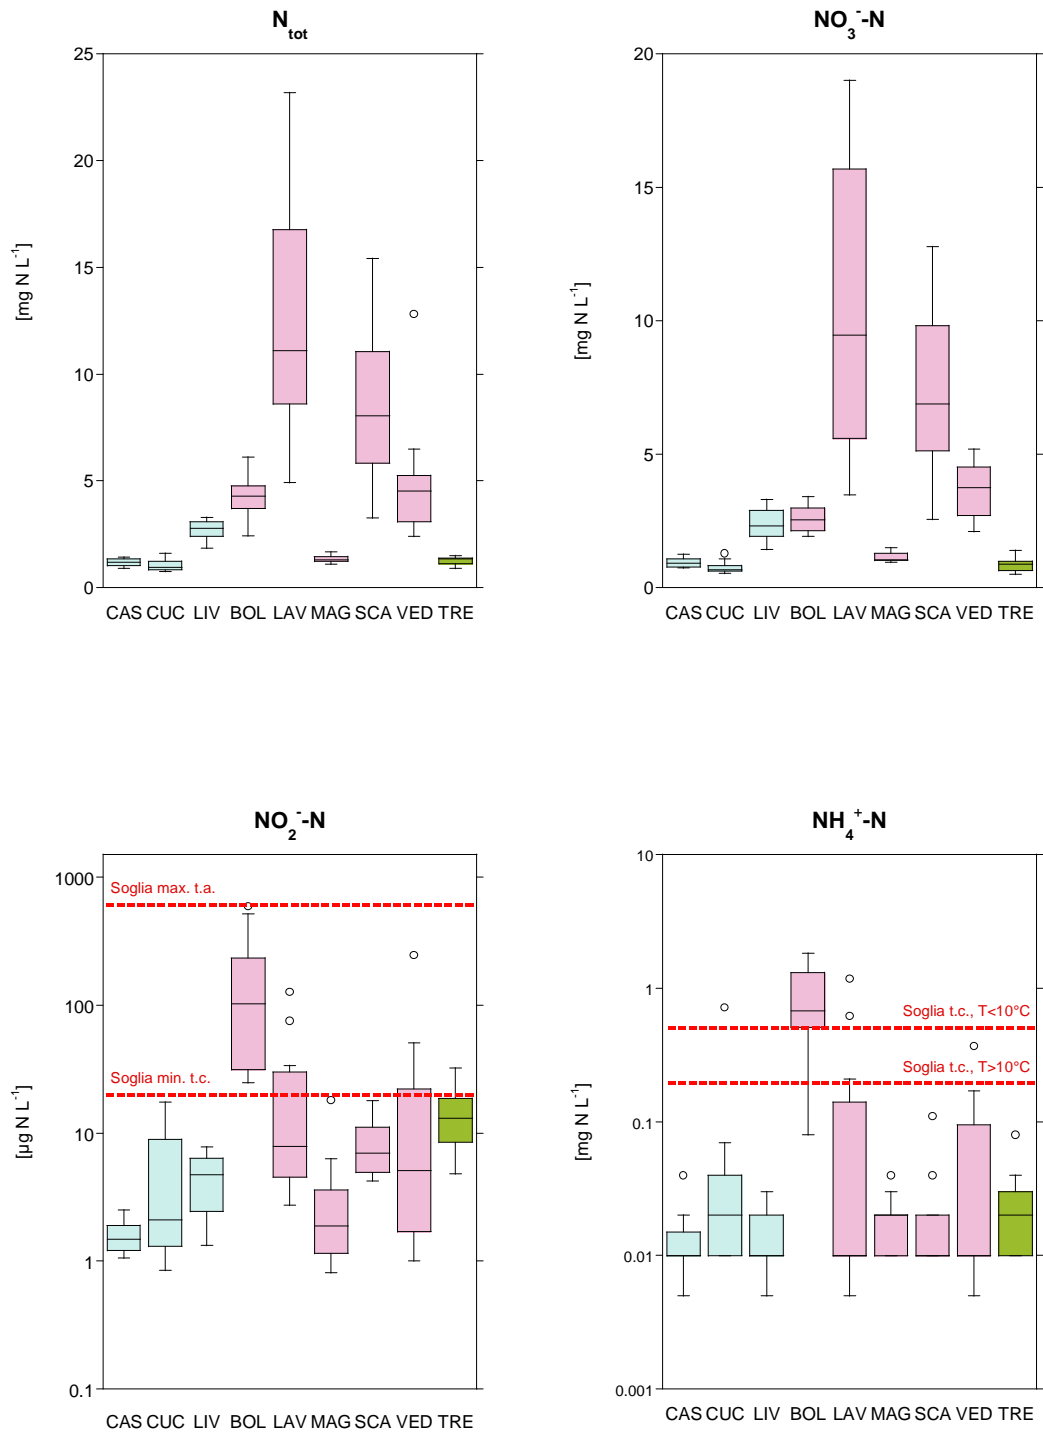 N_tot
NO₃⁻-N
25
20
15
10
5
0
[mg N L⁻¹]
CAS CUC LIV BOL LAV MAG SCA VED TRE
20
15
10
5
0
[mg N L⁻¹]
CAS CUC LIV BOL LAV MAG SCA VED TRE
NO₂⁻-N
NH₄⁺-N
1000
100
10
1
0.1
[µg N L⁻¹]
Soglia max. t.a.
Soglia min. t.c.
CAS CUC LIV BOL LAV MAG SCA VED TRE
10
1
0.1
0.01
0.001
[mg N L⁻¹]
Soglia t.c., T<10°C
Soglia t.c., T>10°C
CAS CUC LIV BOL LAV MAG SCA VED TRE